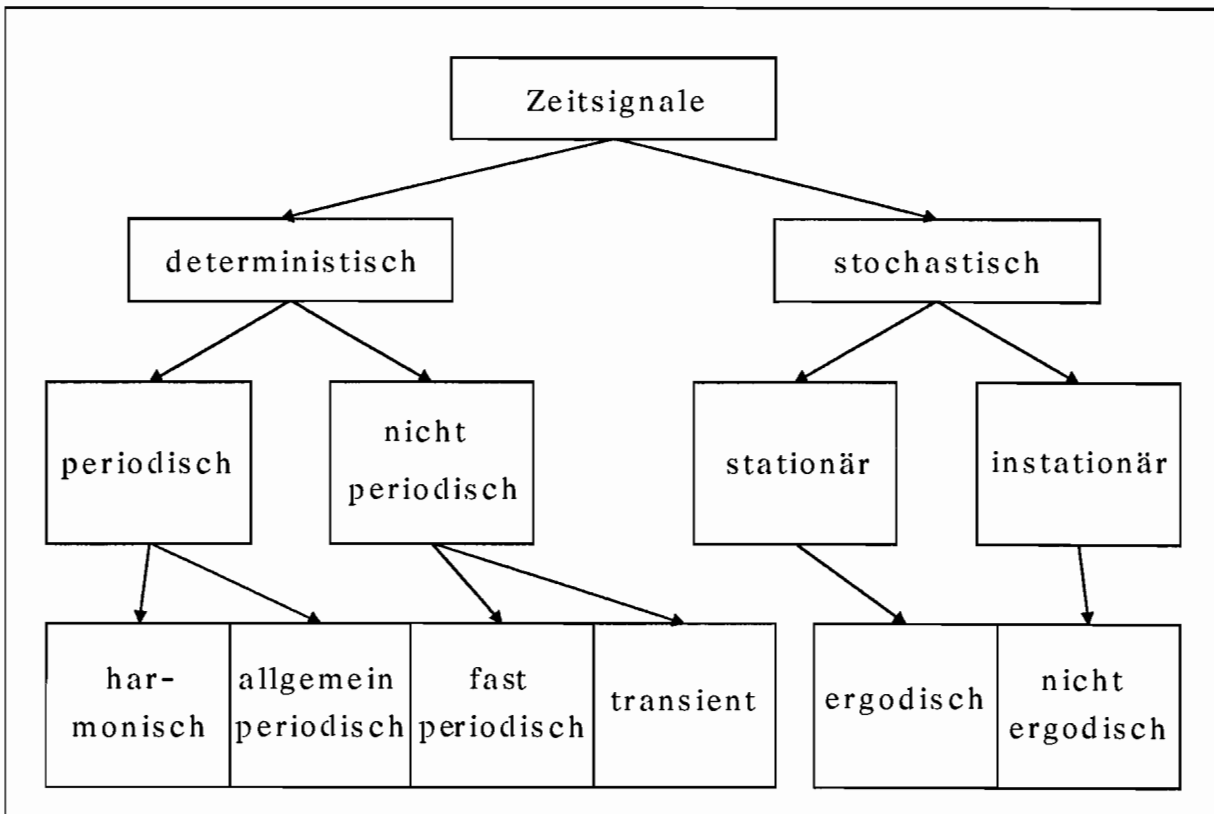 Zeitsignale
deterministisch
stochastisch
periodisch
nicht
periodisch
stationär
instationär
har-
monisch
allgemein
periodisch
fast
periodisch
transient
ergodisch
nicht
ergodisch